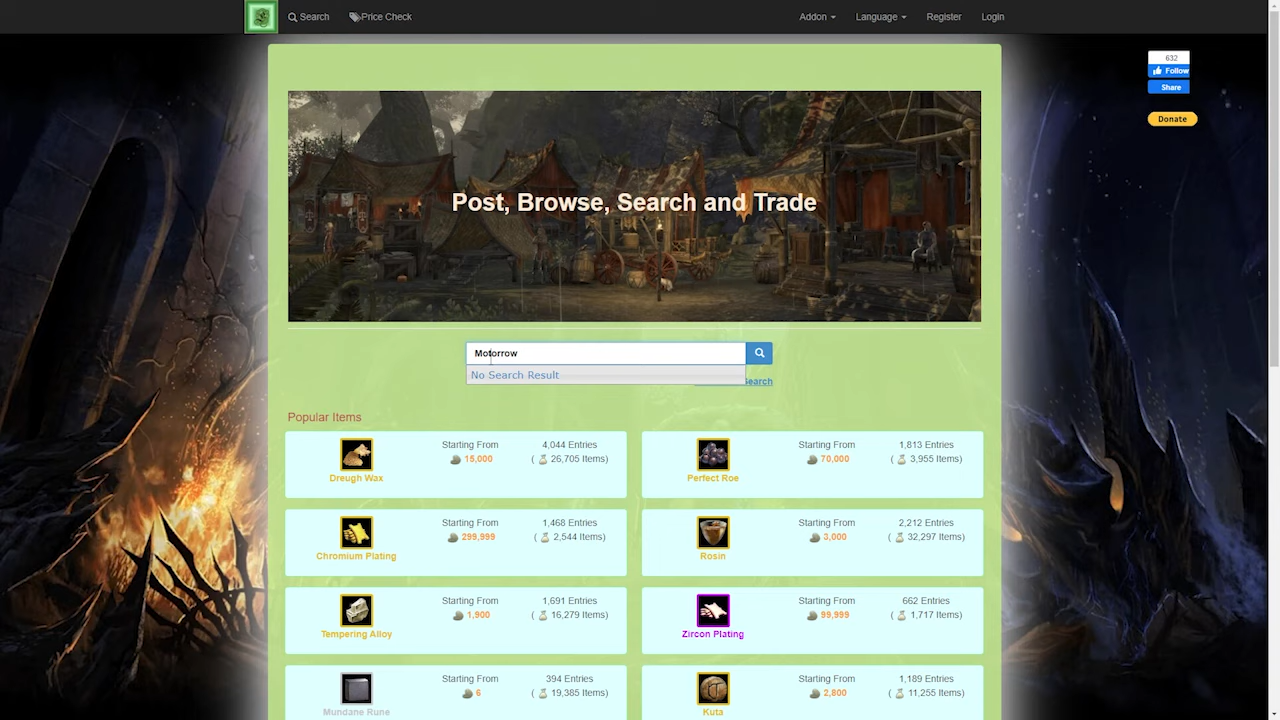 Search
Price Check
Addon
Language
Register
Login
632
Follow
Share
Donate
Post, Browse, Search and Trade
Motorrow
No Search Result
Search
Popular Items
Starting From
4,044 Entries
15,000
( 26,705 Items)
Dreugh Wax
Starting From
1,813 Entries
70,000
( 3,955 Items)
Perfect Roe
Starting From
1,468 Entries
299,999
( 2,544 Items)
Chromium Plating
Starting From
2,212 Entries
3,000
( 32,297 Items)
Rosin
Starting From
1,691 Entries
1,900
( 16,279 Items)
Tempering Alloy
Starting From
662 Entries
99,999
( 1,717 Items)
Zircon Plating
Starting From
394 Entries
6
( 19,385 Items)
Mundane Rune
Starting From
1,189 Entries
2,800
( 11,255 Items)
Kuta